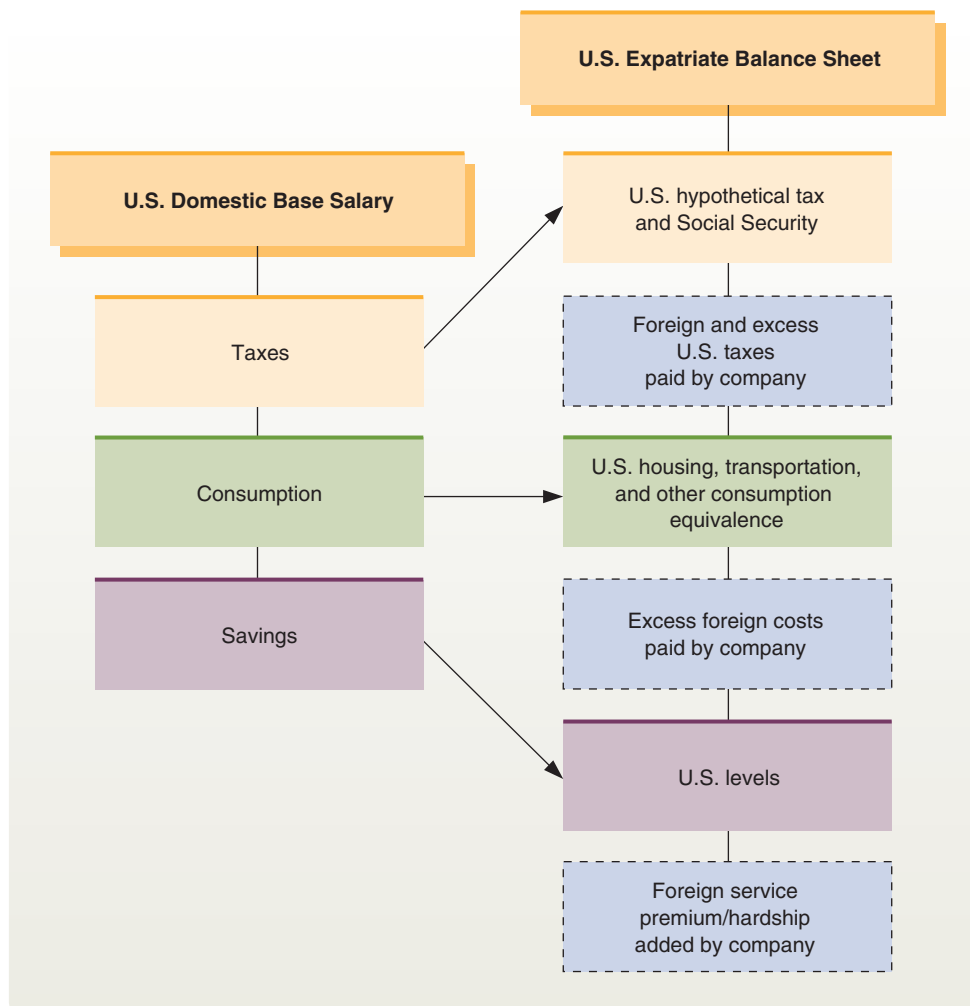 U.S. Expatriate Balance Sheet
U.S. Domestic Base Salary
U.S. hypothetical tax
and Social Security
Taxes
Foreign and excess
U.S. taxes
paid by company
Consumption
U.S. housing, transportation,
and other consumption
equivalence
Savings
Excess foreign costs
paid by company
U.S. levels
Foreign service
premium/hardship
added by company